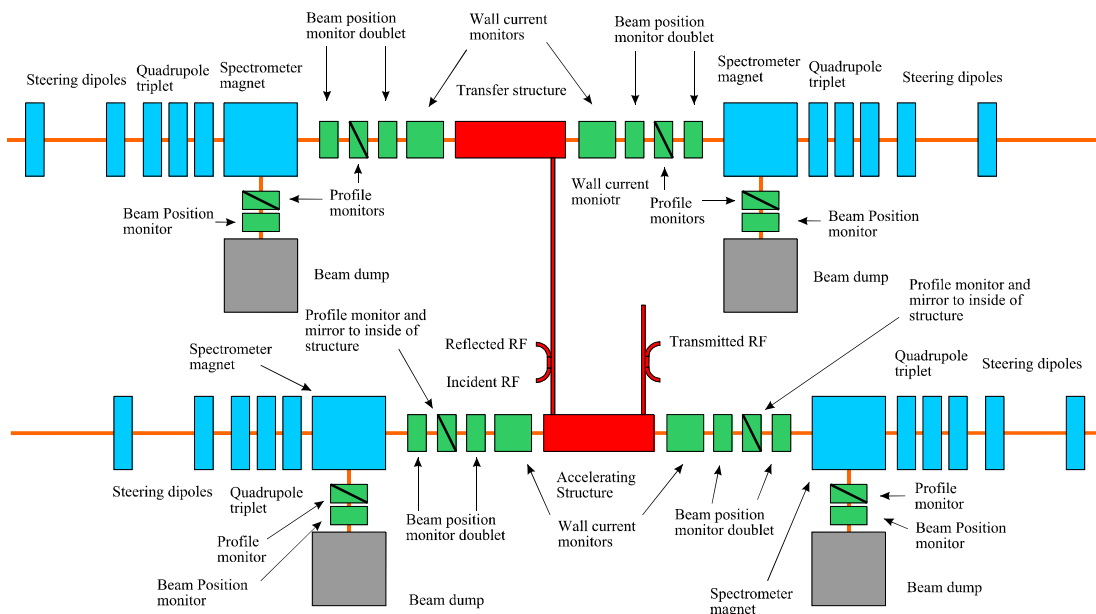 Beam position
monitor doublet
Wall current
monitors
Beam position
monitor doublet
Steering dipoles
Quadrupole
triplet
Spectrometer
magnet
Transfer structure
Spectrometer
magnet
Quadrupole
triplet
Steering dipoles
Beam Position
monitor
Profile
monitors
Wall current
moniotr
Profile
monitors
Beam Position
monitor
Beam dump
Beam dump
Profile monitor and
mirror to inside of
structure
Profile monitor and
mirror to inside of
structure
Spectrometer
magnet
Reflected RF
Incident RF
Transmitted RF
Quadrupole
triplet
Steering dipoles
Steering dipoles
Quadrupole
triplet
Profile
monitor
Beam Position
monitor
Beam position
monitor doublet
Accelerating
Structure
Wall current
monitors
Beam position
monitor doublet
Profile
monitor
Beam Position
monitor
Beam dump
Spectrometer
magnet
Beam dump